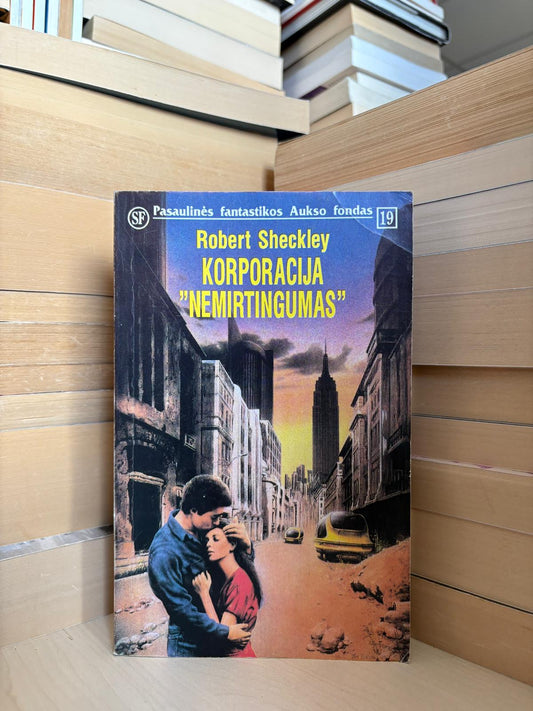 SF Pasaulinės fantastikos Aukso fondas 19
Robert Sheckley
KORPORACIJA
"NEMIRTINGUMAS"